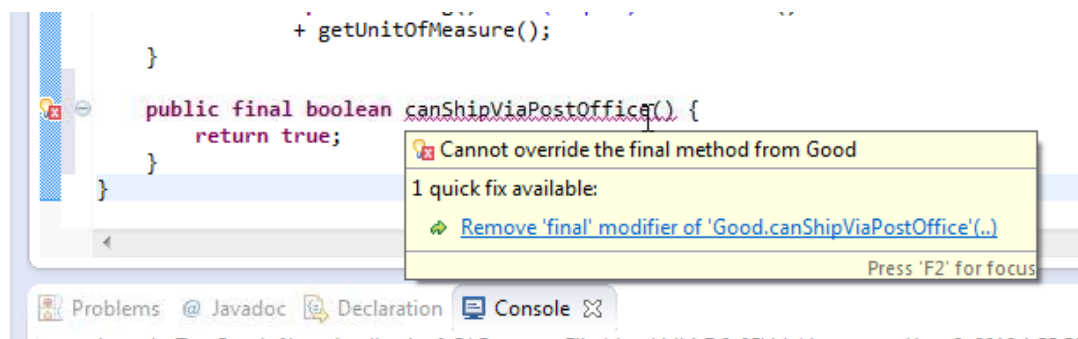 + getUnitOfMeasure();
}
public final boolean canShipViaPostOffice() {
return true;
}
}
Cannot override the final method from Good
1 quick fix available:
Remove 'final' modifier of 'Good.canShipViaPostOffice'(..)
Press 'F2' for focus
Problems @ Javadoc Declaration Console